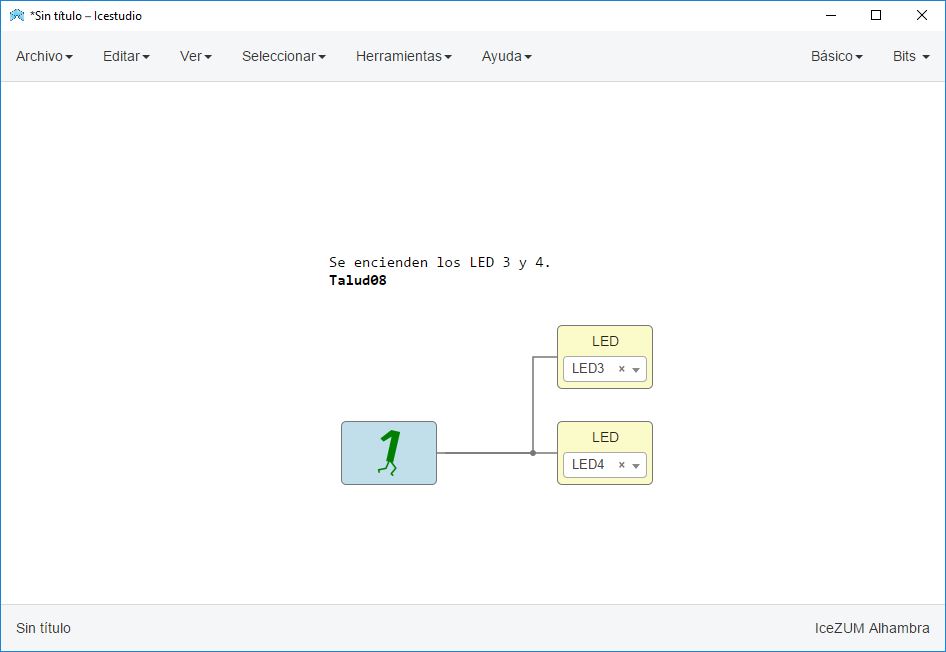 *Sin título – Icestudio
Archivo Editar Ver Seleccionar Herramientas Ayuda Básico Bits
Se encienden los LED 3 y 4.
Talud08
LED
LED3 ×
1
LED
LED4 ×
Sin título IceZUM Alhambra